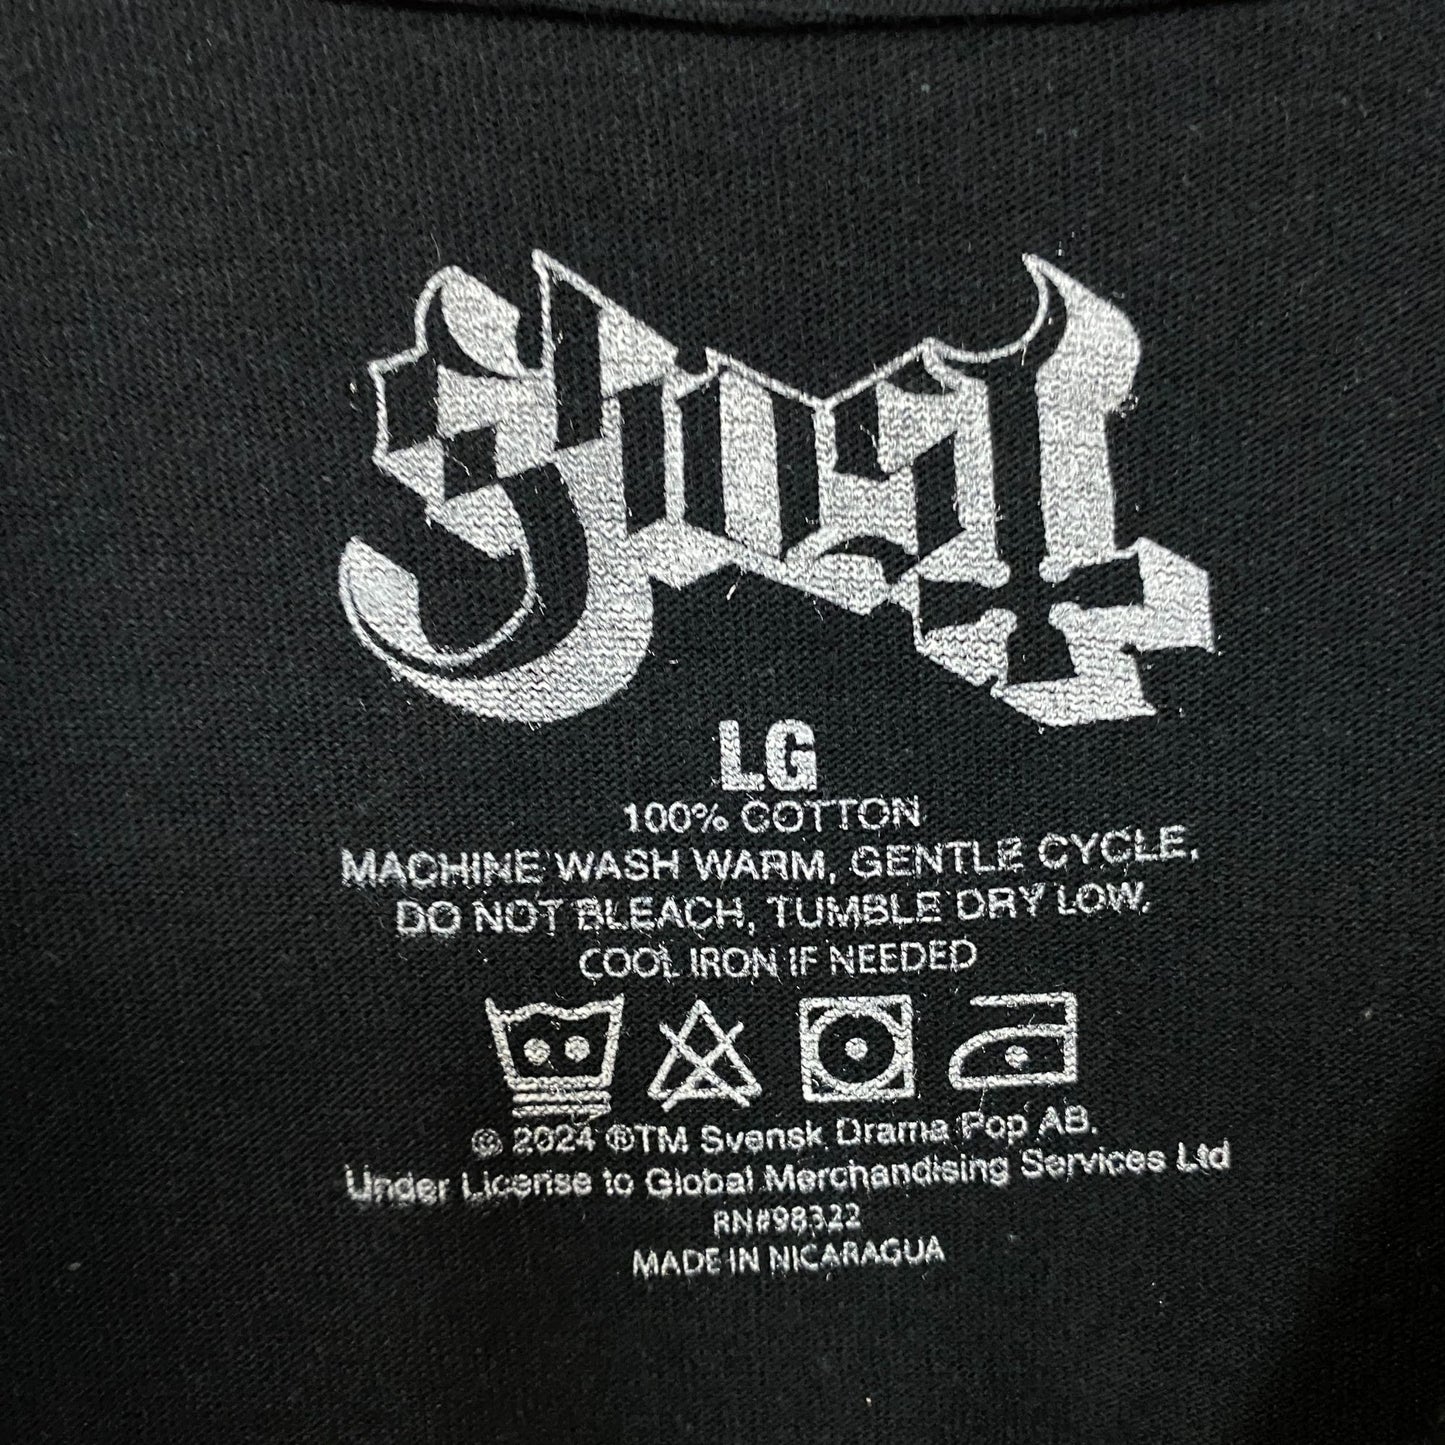 Ghost
LG
100% COTTON
MACHINE WASH WARM, GENTLE CYCLE,
DO NOT BLEACH, TUMBLE DRY LOW,
COOL IRON IF NEEDED
© 2024 ®TM Svensk Drama Pop AB.
Under License to Global Merchandising Services Ltd
RN#98322
MADE IN NICARAGUA